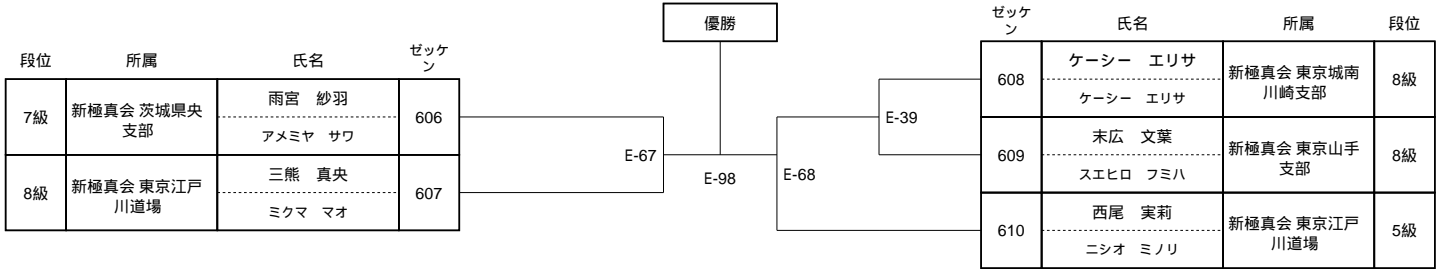 優勝
段位
所属
氏名
ゼッケ
ン
7級
新極真会 茨城県央
支部
雨宮　紗羽
アメミヤ　サワ
606
8級
新極真会 東京江戸
川道場
三熊　真央
ミクマ　マオ
607
E-67
E-98
E-68
E-39
ゼッケ
ン
氏名
所属
段位
608
ケーシー　エリサ
ケーシー　エリサ
新極真会 東京城南
川崎支部
8級
609
末広　文葉
スエヒロ　フミハ
新極真会 東京山手
支部
8級
610
西尾　実莉
ニシオ　ミノリ
新極真会 東京江戸
川道場
5級